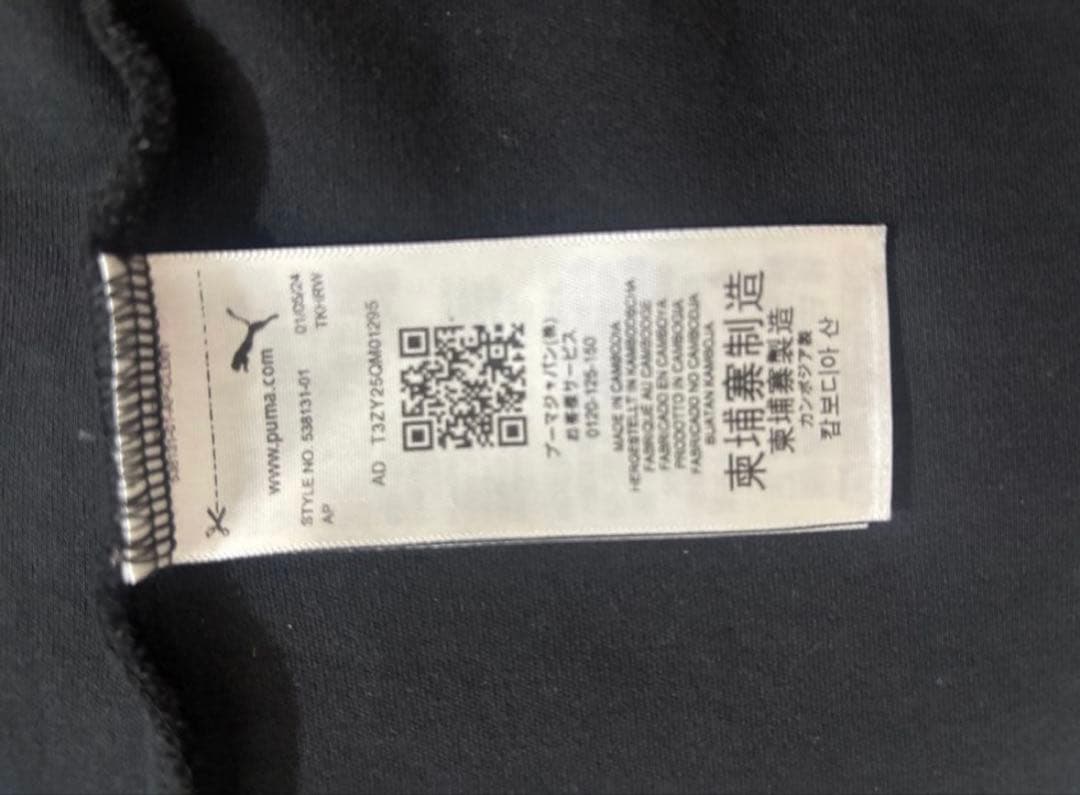 www.puma.com
STYLE NO. 538131-01 01/05/24
AP TKHRW
AD T3ZY25QM01295
プーマジャパン(株)
お客様サービス
0120-125-150
MADE IN CAMBODIA
HERGESTELLT IN KAMBODSCHA
FABRIQUÉ AU CAMBODGE
FABRICADO EN CAMBOYA
PRODOTTO IN CAMBOGIA
FABRICADO NO CAMBODJA
BUATAN KAMBOJA
柬埔寨制造
柬埔寨製造
カンボジア製
캄보디아 산